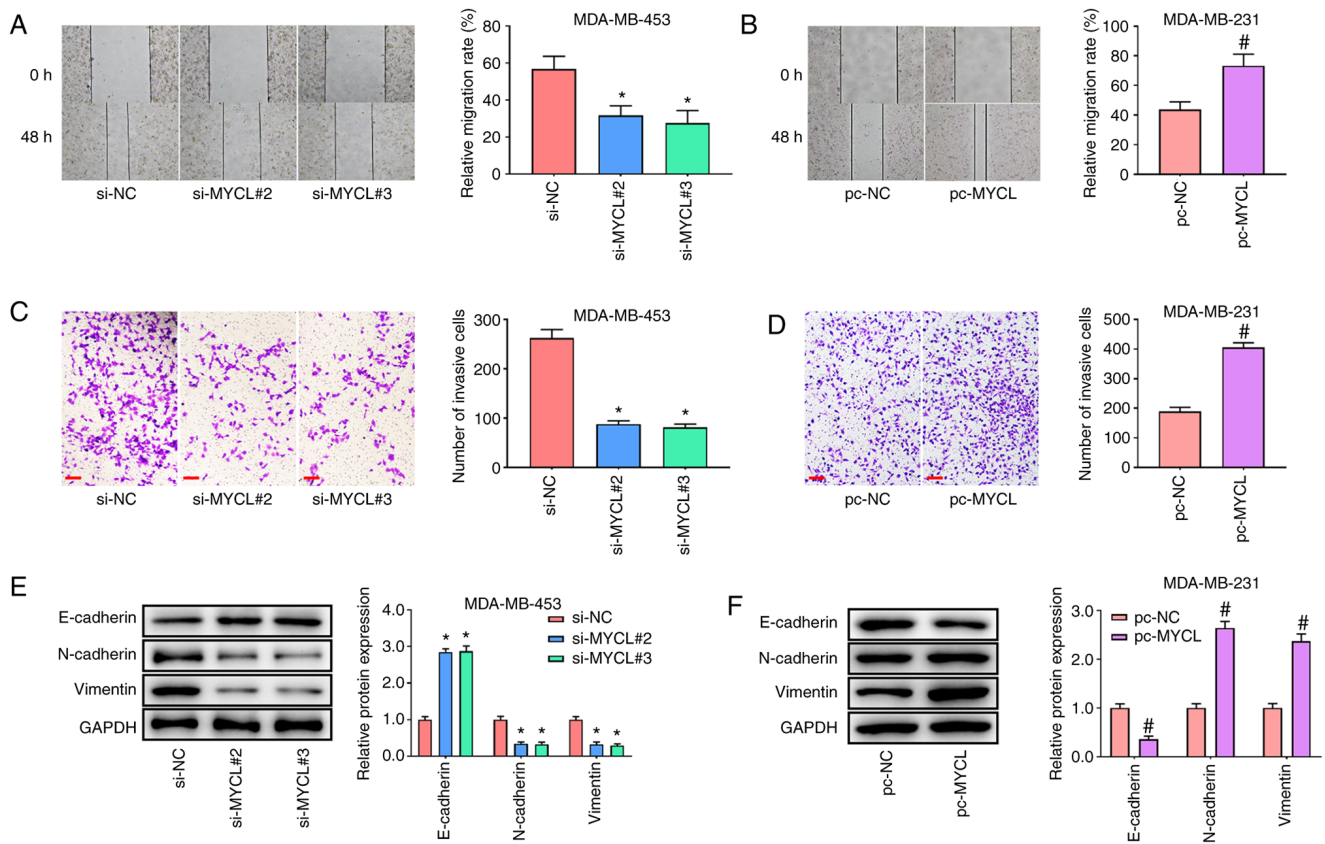 A
0 h
48 h
si-NC
si-MYCL#2
si-MYCL#3
MDA-MB-453
Relative migration rate (%)
80
60
40
20
0
*
*
si-NC
si-MYCL#2
si-MYCL#3
B
0 h
48 h
pc-NC
pc-MYCL
MDA-MB-231
Relative migration rate (%)
100
80
60
40
20
0
#
pc-NC
pc-MYCL
C
si-NC
si-MYCL#2
si-MYCL#3
MDA-MB-453
Number of invasive cells
300
200
100
0
*
*
si-NC
si-MYCL#2
si-MYCL#3
D
pc-NC
pc-MYCL
MDA-MB-231
Number of invasive cells
500
400
300
200
100
0
#
pc-NC
pc-MYCL
E
E-cadherin
N-cadherin
Vimentin
GAPDH
si-NC
si-MYCL#2
si-MYCL#3
MDA-MB-453
Relative protein expression
4.0
3.0
1.0
0.0
si-NC
si-MYCL#2
si-MYCL#3
*
*
*
*
*
*
E-cadherin
N-cadherin
Vimentin
F
E-cadherin
N-cadherin
Vimentin
GAPDH
pc-NC
pc-MYCL
MDA-MB-231
Relative protein expression
3.0
2.0
1.0
0.0
pc-NC
pc-MYCL
#
#
#
E-cadherin
N-cadherin
Vimentin